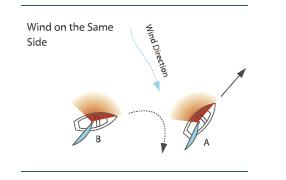 Wind on the Same
Side
Wind Direction
B
A